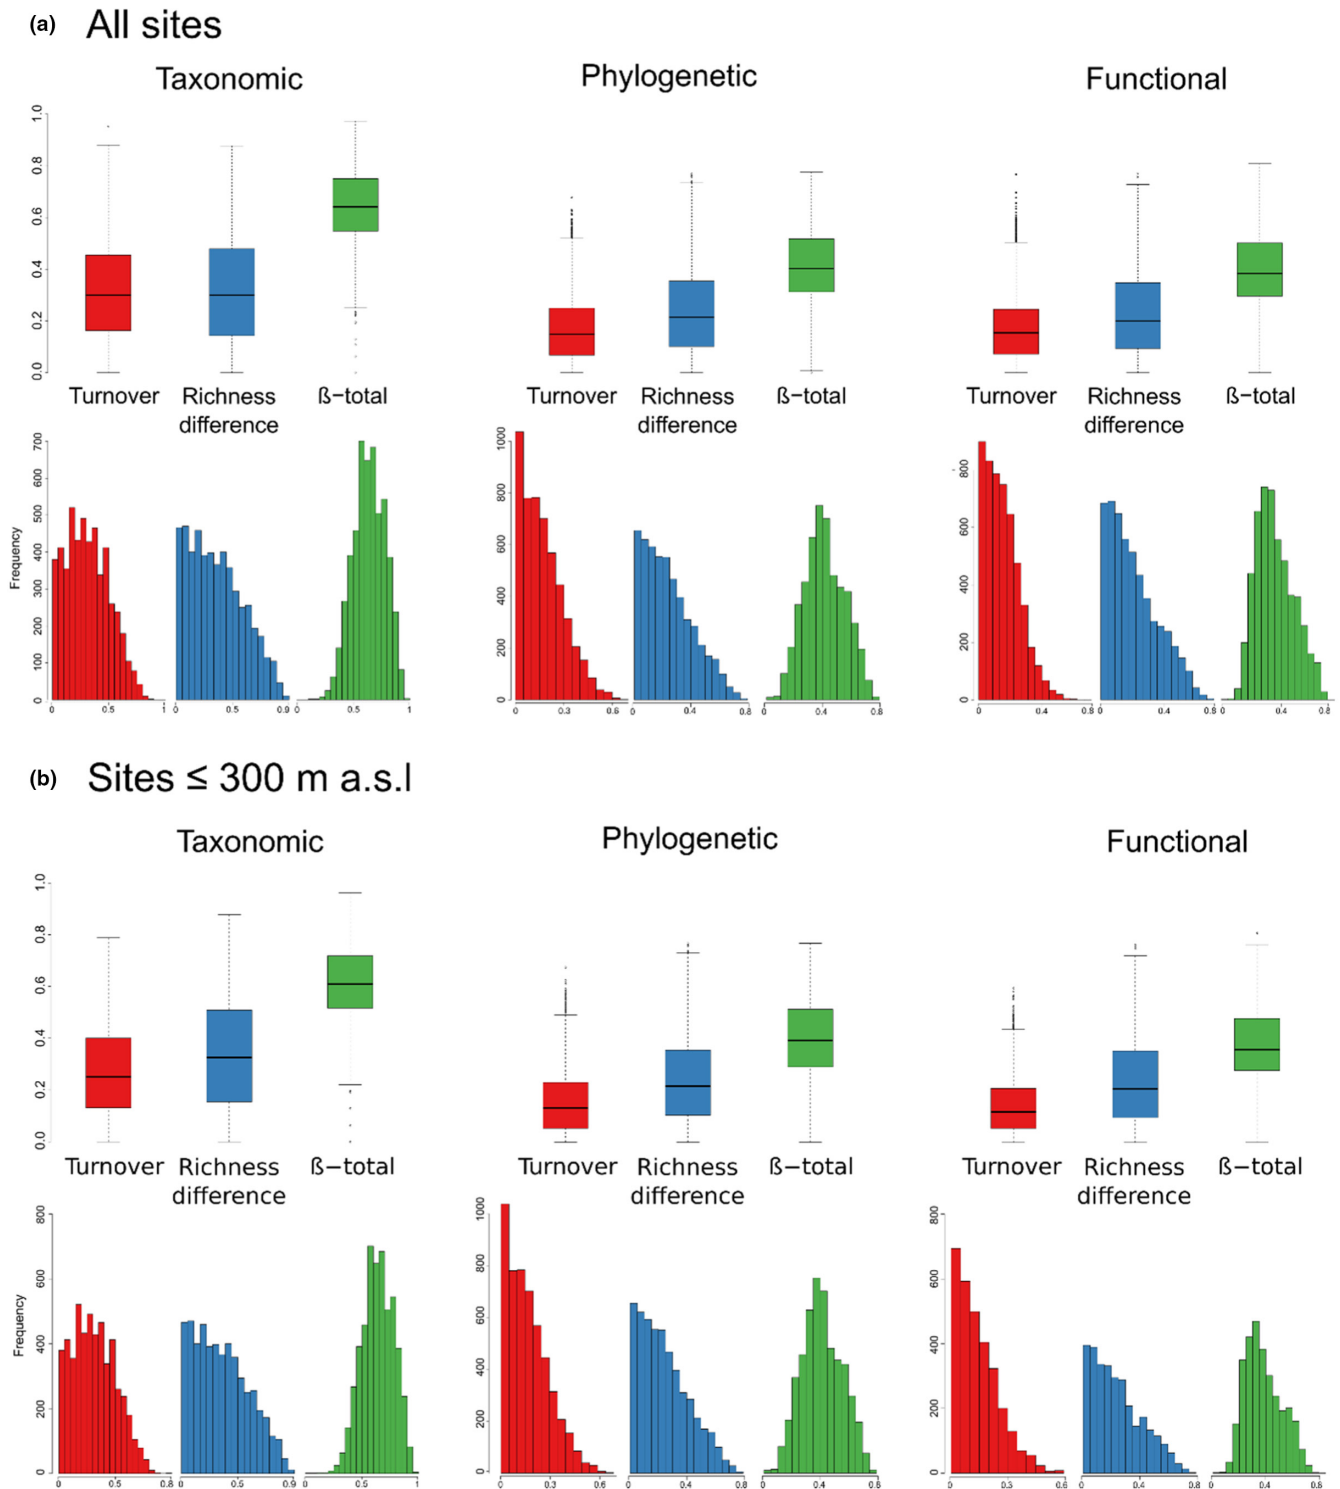 (a) All sites
Taxonomic Phylogenetic Functional
1.0
0.8
0.6
0.4
0.2
0.0
Turnover Richness difference ß−total
Turnover Richness difference ß−total
Turnover Richness difference ß−total
Frequency
700
600
500
400
300
200
100
0
0 0.5 1 0 0.5 0.9 0 0.5 1
1000
800
600
400
200
0
0 0.3 0.6 0 0.4 0.8 0 0.4 0.8
800
600
400
200
0
0 0.4 0.8 0 0.4 0.8 0 0.4 0.8
(b) Sites ≤ 300 m a.s.l
Taxonomic Phylogenetic Functional
1.0
0.8
0.6
0.4
0.2
0.0
Turnover Richness difference ß−total
Turnover Richness difference ß−total
Turnover Richness difference ß−total
Frequency
800
600
400
200
0
0 0.5 0.8 0 0.5 0.9 0 0.5 1
1000
800
600
400
200
0
0 0.3 0.6 0 0.4 0.8 0 0.4 0.8
800
600
400
200
0
0 0.3 0.6 0 0.4 0.8 0 0.4 0.8